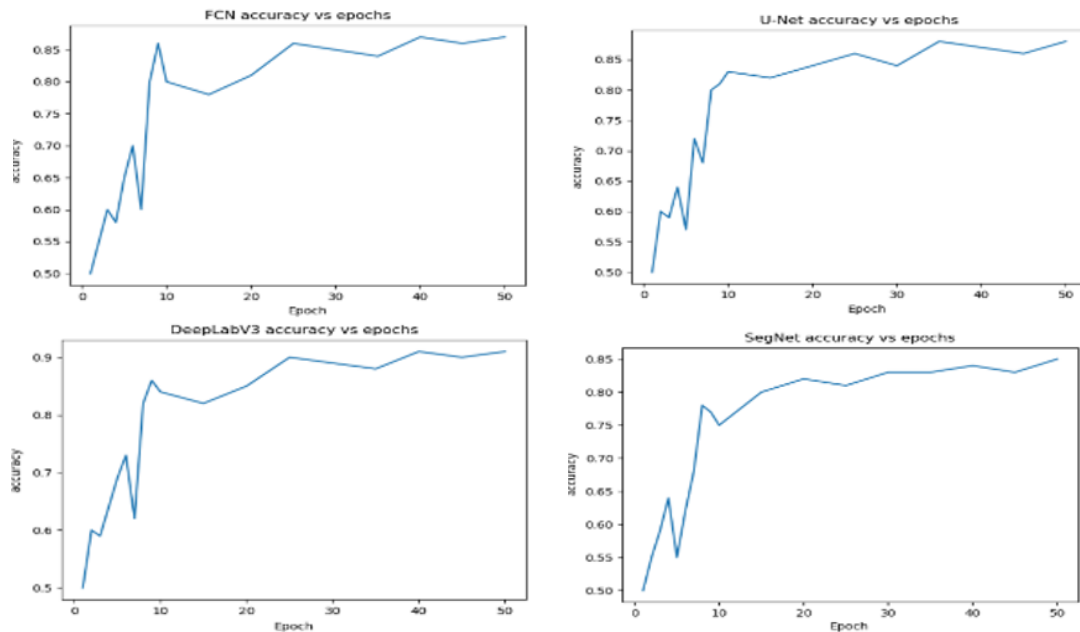 FCN accuracy vs epochs
0.85
0.80
0.75
0.70
0.65
0.60
0.55
0.50
accuracy
0 10 20 30 40 50
Epoch
U-Net accuracy vs epochs
0.85
0.80
0.75
0.70
0.65
0.60
0.55
0.50
accuracy
0 10 20 30 40 50
Epoch
DeepLabV3 accuracy vs epochs
0.9
0.8
0.7
0.6
0.5
accuracy
0 10 20 30 40 50
Epoch
SegNet accuracy vs epochs
0.85
0.80
0.75
0.70
0.65
0.60
0.55
0.50
accuracy
0 10 20 30 40 50
Epoch